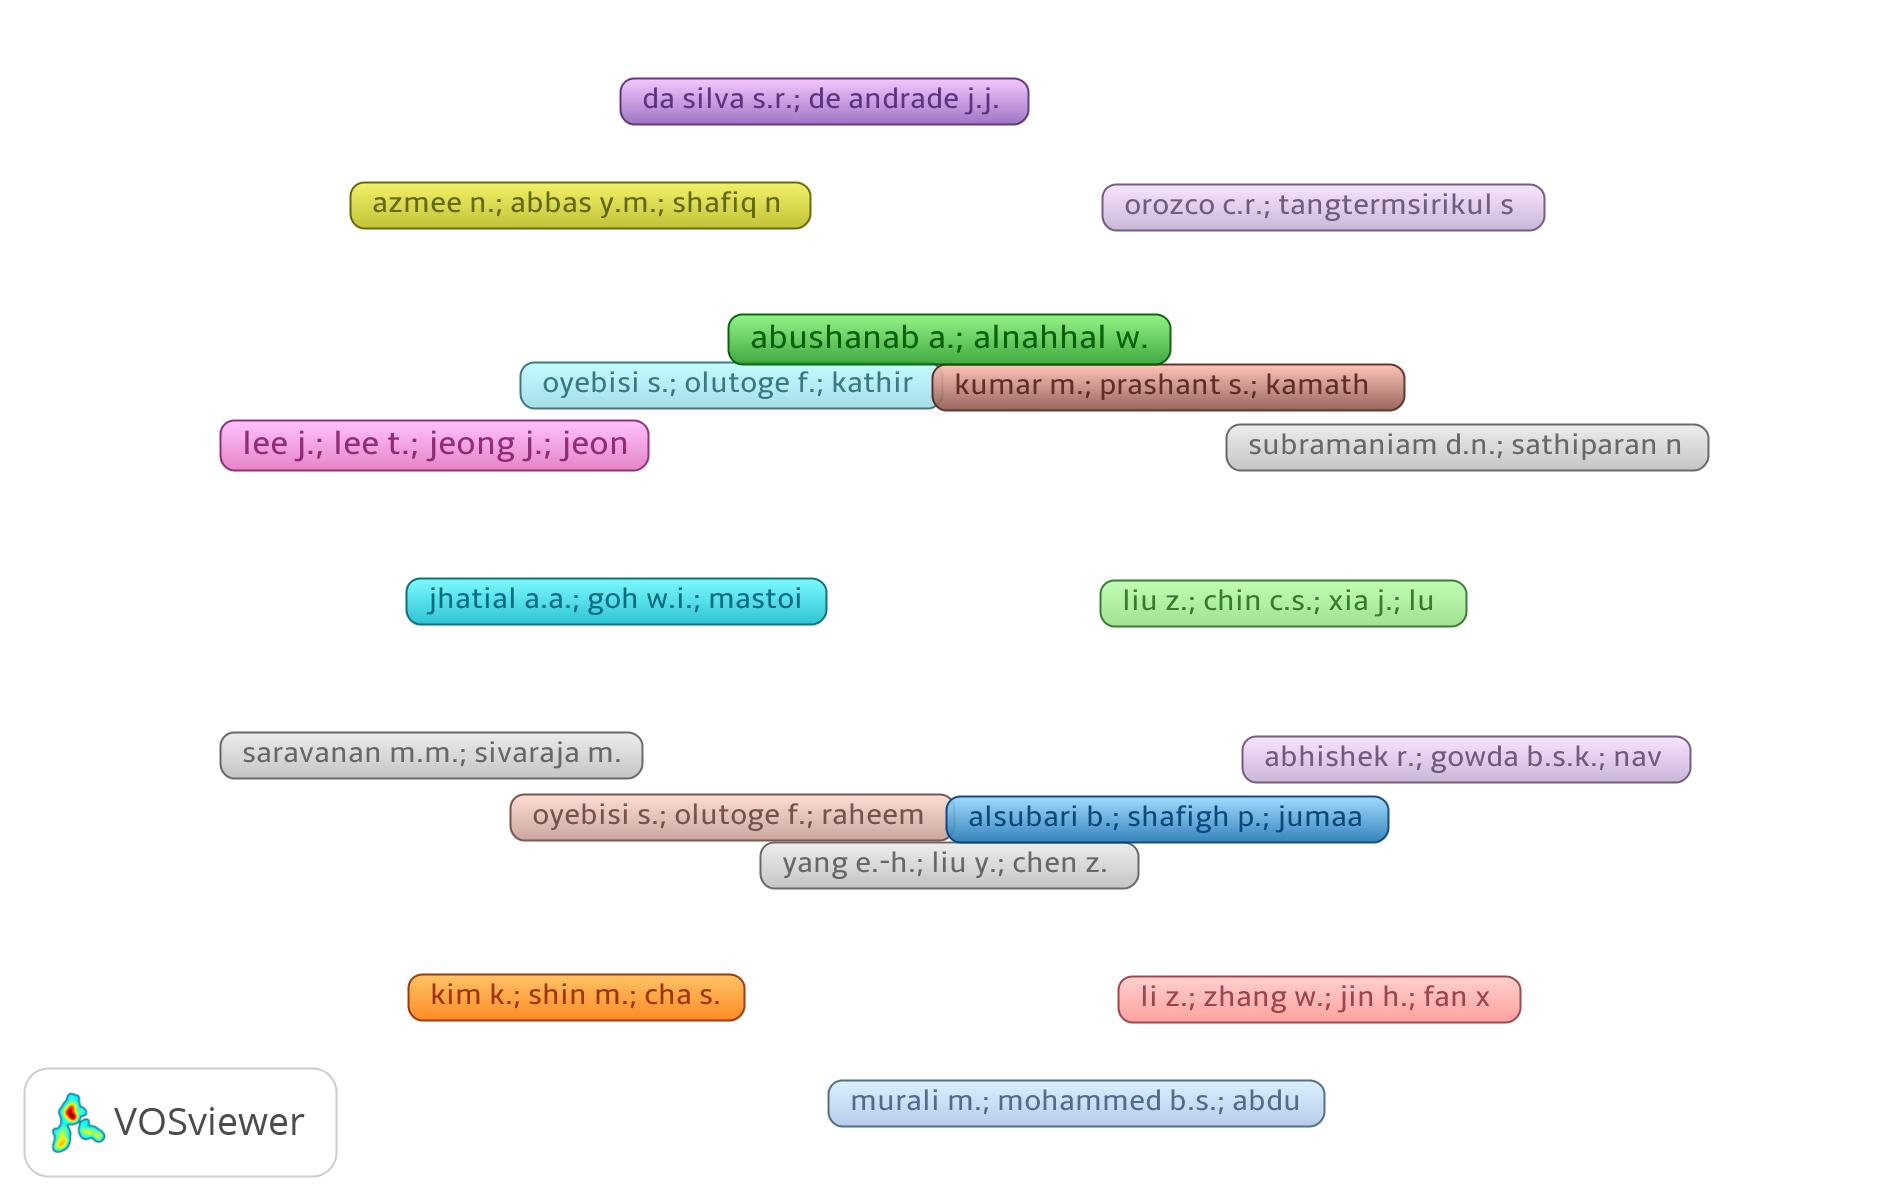 da silva s.r.; de andrade j.j.
azmee n.; abbas y.m.; shafiq n
orozco c.r.; tangtermsirikul s
abushanab a.; alnahhal w.
oyebisi s.; olutoge f.; kathir
kumar m.; prashant s.; kamath
lee j.; lee t.; jeong j.; jeon
subramaniam d.n.; sathiparan n
jhatial a.a.; goh w.i.; mastoi
liu z.; chin c.s.; xia j.; lu
saravanan m.m.; sivaraja m.
abhishek r.; gowda b.s.k.; nav
oyebisi s.; olutoge f.; raheem
alsubari b.; shafigh p.; jumaa
yang e.-h.; liu y.; chen z.
kim k.; shin m.; cha s.
li z.; zhang w.; jin h.; fan x
murali m.; mohammed b.s.; abdu
VOSviewer